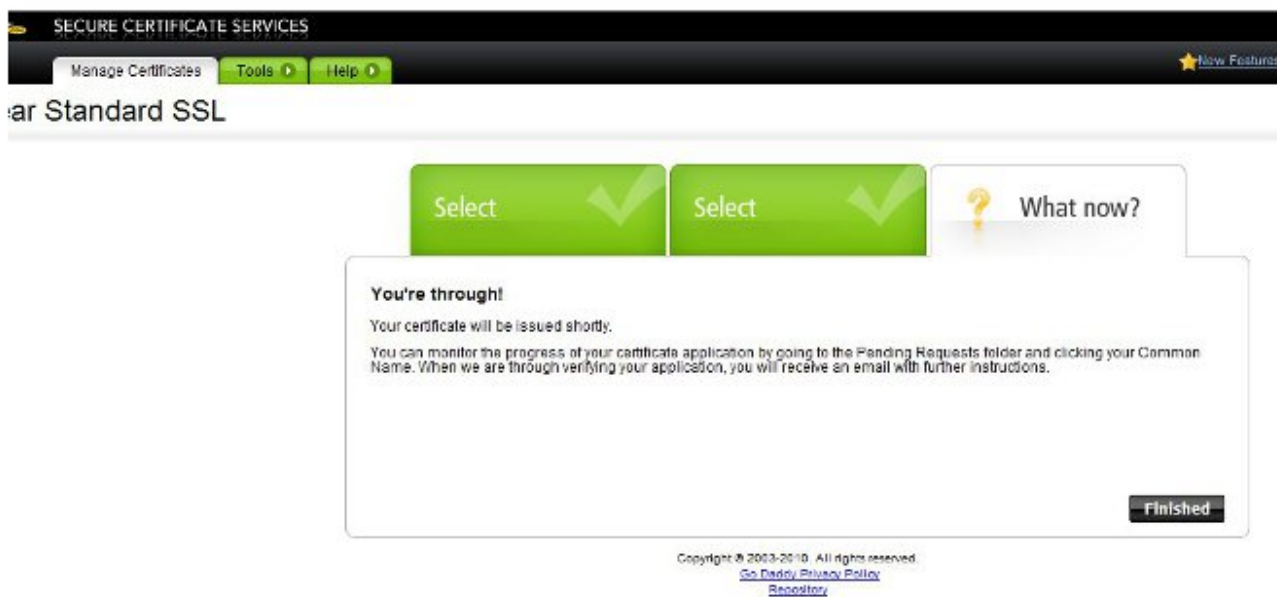 SECURE CERTIFICATE SERVICES
Manage Certificates Tools Help New Features
ar Standard SSL
Select Select What now?
You're through!
Your certificate will be issued shortly.
You can monitor the progress of your certificate application by going to the Pending Requests folder and clicking your Common
Name. When we are through verifying your application, you will receive an email with further instructions.
Finished
Copyright © 2003-2010. All rights reserved.
Go Daddy Privacy Policy
Repository